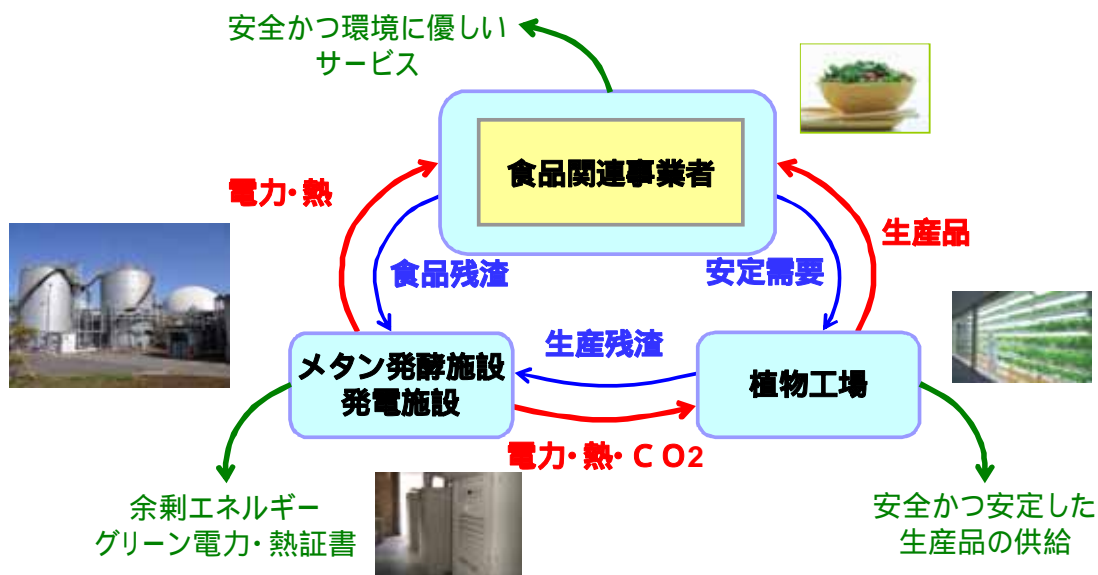 安全かつ環境に優しい
サービス
食品関連事業者
電力・熱
生産品
食品残渣
安定需要
生産残渣
メタン発酵施設
発電施設
植物工場
電力・熱・ＣＯ2
余剰エネルギー
グリーン電力・熱証書
安全かつ安定した
生産品の供給